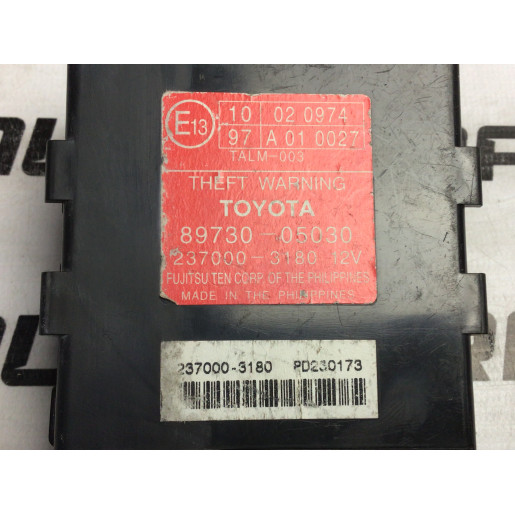 E13
10 02 0974
97 A 01 0027
TALM-003
THEFT WARNING
TOYOTA
89730-05030
237000-3180 12V
FUJITSU TEN CORP. OF THE PHILIPPINES
MADE IN THE PHILIPPINES
237000-3180 PD230173